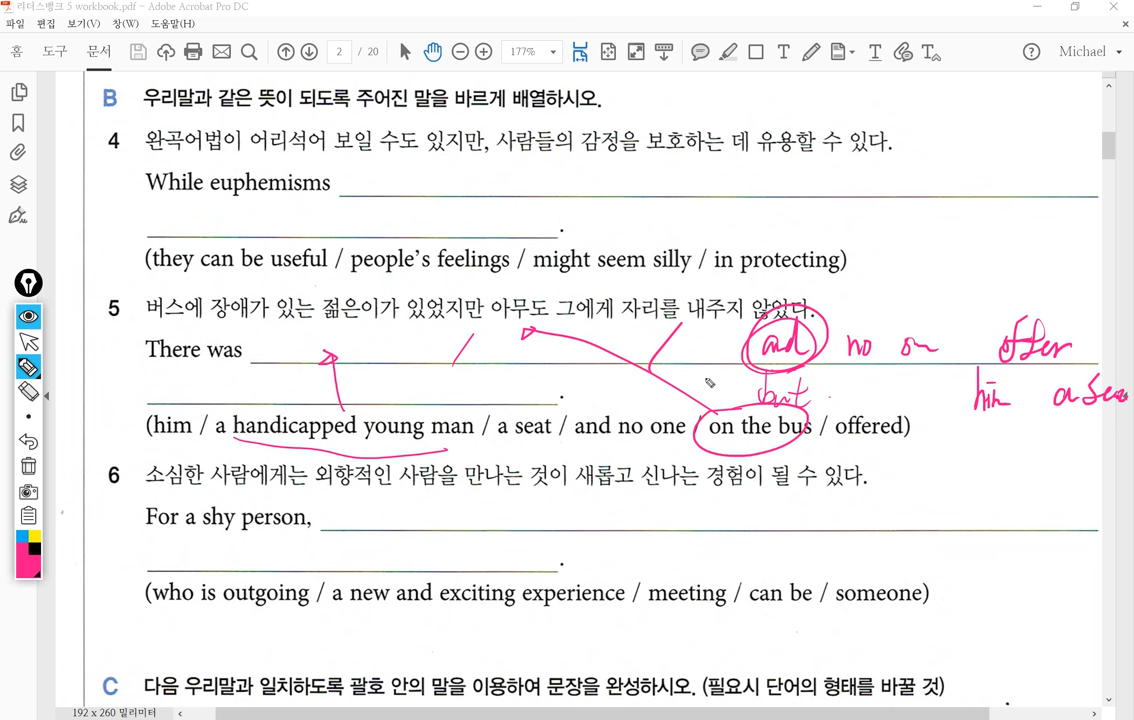 리더스뱅크 5 workbook.pdf - Adobe Acrobat Pro DC
파일 편집 보기(V) 창(W) 도움말(H)
홈 도구 문서 2 / 20 177% Michael
B 우리말과 같은 뜻이 되도록 주어진 말을 바르게 배열하시오.
4 완곡어법이 어리석어 보일 수도 있지만, 사람들의 감정을 보호하는 데 유용할 수 있다.
While euphemisms
.
(they can be useful / people's feelings / might seem silly / in protecting)
5 버스에 장애가 있는 젊은이가 있었지만 아무도 그에게 자리를 내주지 않았다.
There was and no on offer
but him a sea
.
(him / a handicapped young man / a seat / and no one / on the bus / offered)
6 소심한 사람에게는 외향적인 사람을 만나는 것이 새롭고 신나는 경험이 될 수 있다.
For a shy person,
.
(who is outgoing / a new and exciting experience / meeting / can be / someone)
C 다음 우리말과 일치하도록 괄호 안의 말을 이용하여 문장을 완성하시오. (필요시 단어의 형태를 바꿀 것)
192 x 260 밀리미터